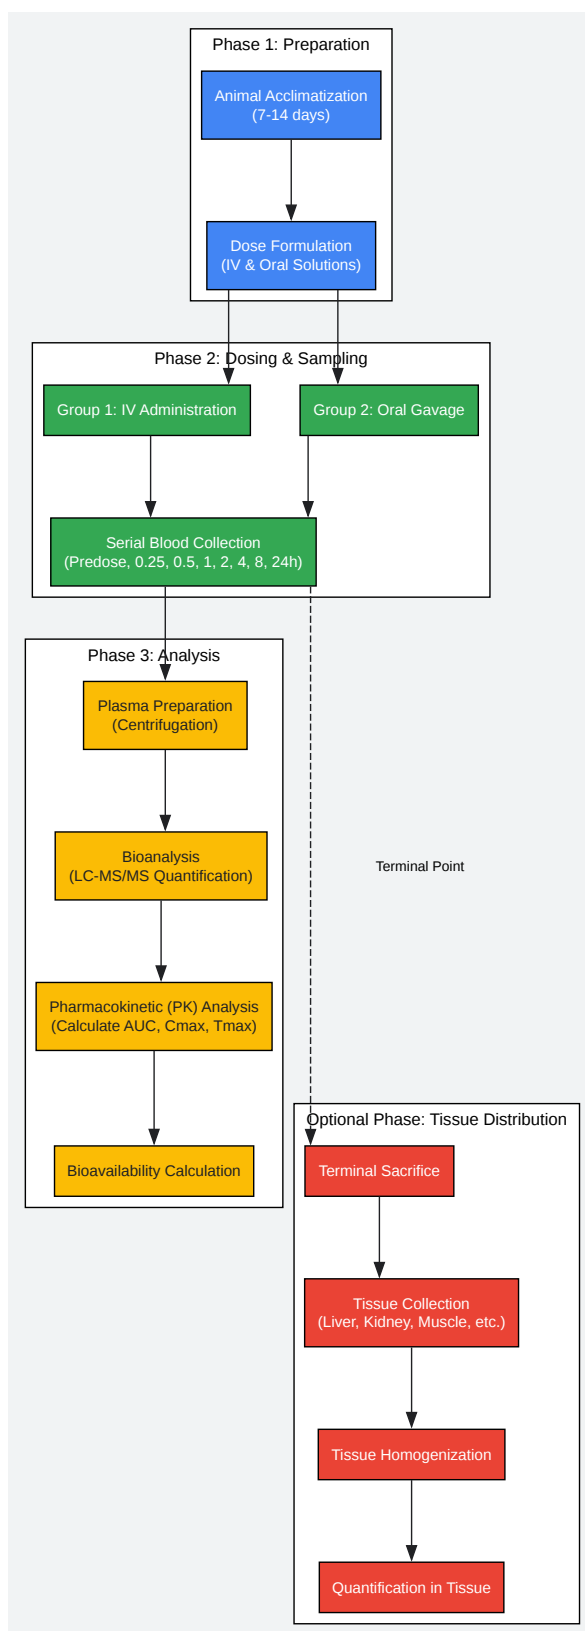 Phase 1: Preparation
Animal Acclimatization
(7-14 days)
Dose Formulation
(IV & Oral Solutions)
Phase 2: Dosing & Sampling
Group 1: IV Administration
Group 2: Oral Gavage
Serial Blood Collection
(Predose, 0.25, 0.5, 1, 2, 4, 8, 24h)
Phase 3: Analysis
Plasma Preparation
(Centrifugation)
Bioanalysis
(LC-MS/MS Quantification)
Terminal Point
Pharmacokinetic (PK) Analysis
(Calculate AUC, Cmax, Tmax)
Bioavailability Calculation
Optional Phase: Tissue Distribution
Terminal Sacrifice
Tissue Collection
(Liver, Kidney, Muscle, etc.)
Tissue Homogenization
Quantification in Tissue